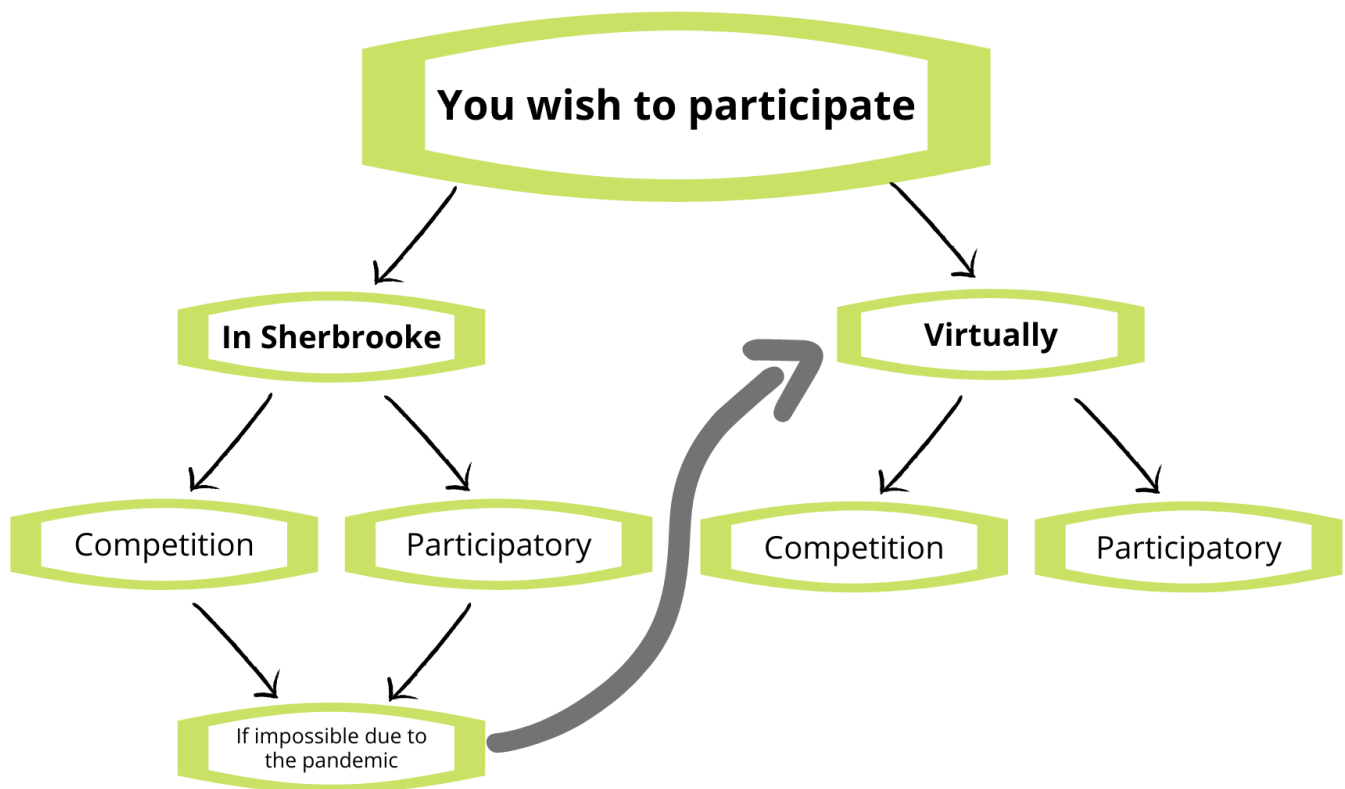 You wish to participate
In Sherbrooke
Virtually
Competition
Participatory
Competition
Participatory
If impossible due to
the pandemic